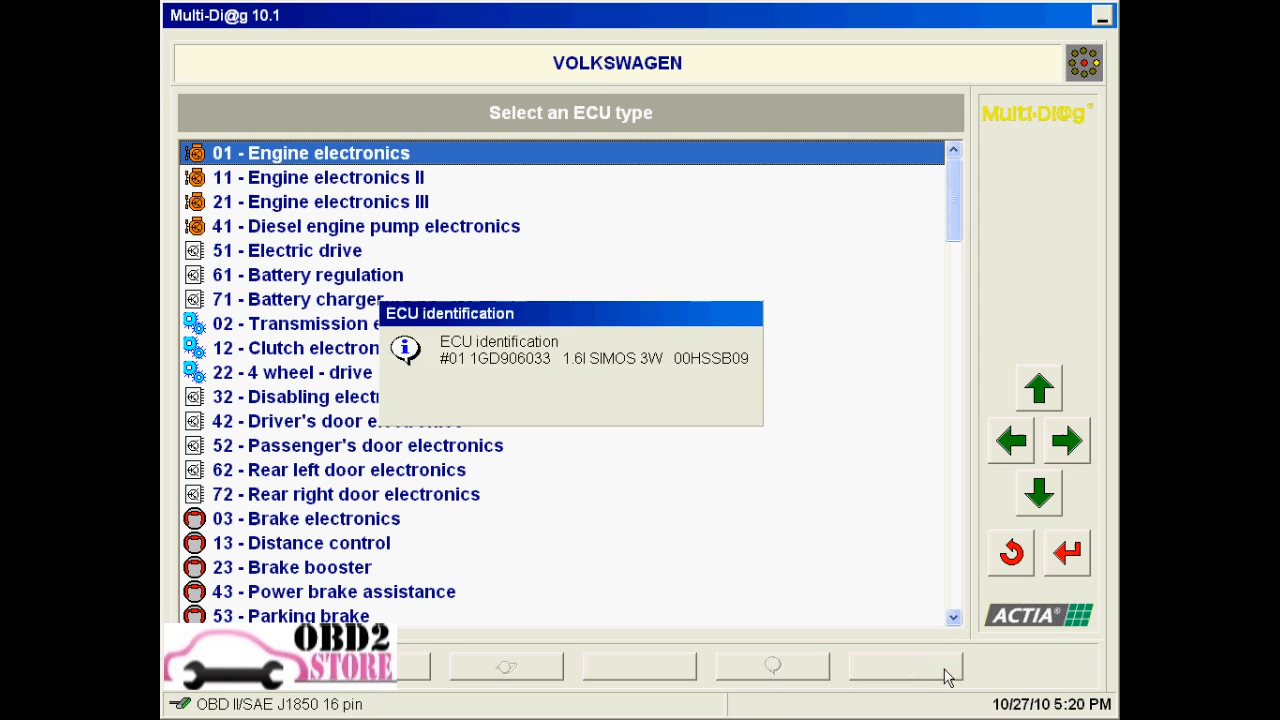 Multi-Di@g 10.1
VOLKSWAGEN
Select an ECU type
Multi-Di@g®
01 - Engine electronics
11 - Engine electronics II
21 - Engine electronics III
41 - Diesel engine pump electronics
51 - Electric drive
61 - Battery regulation
71 - Battery charger
02 - Transmission e
12 - Clutch electron
22 - 4 wheel - drive
32 - Disabling electr
42 - Driver's door e
52 - Passenger's door electronics
62 - Rear left door electronics
72 - Rear right door electronics
03 - Brake electronics
13 - Distance control
23 - Brake booster
43 - Power brake assistance
53 - Parking brake
ECU identification
ECU identification
#01 1GD906033 1.6l SIMOS 3W 00HSSB09
ACTIA®
OBD2
STORE
OBD II/SAE J1850 16 pin
10/27/10 5:20 PM